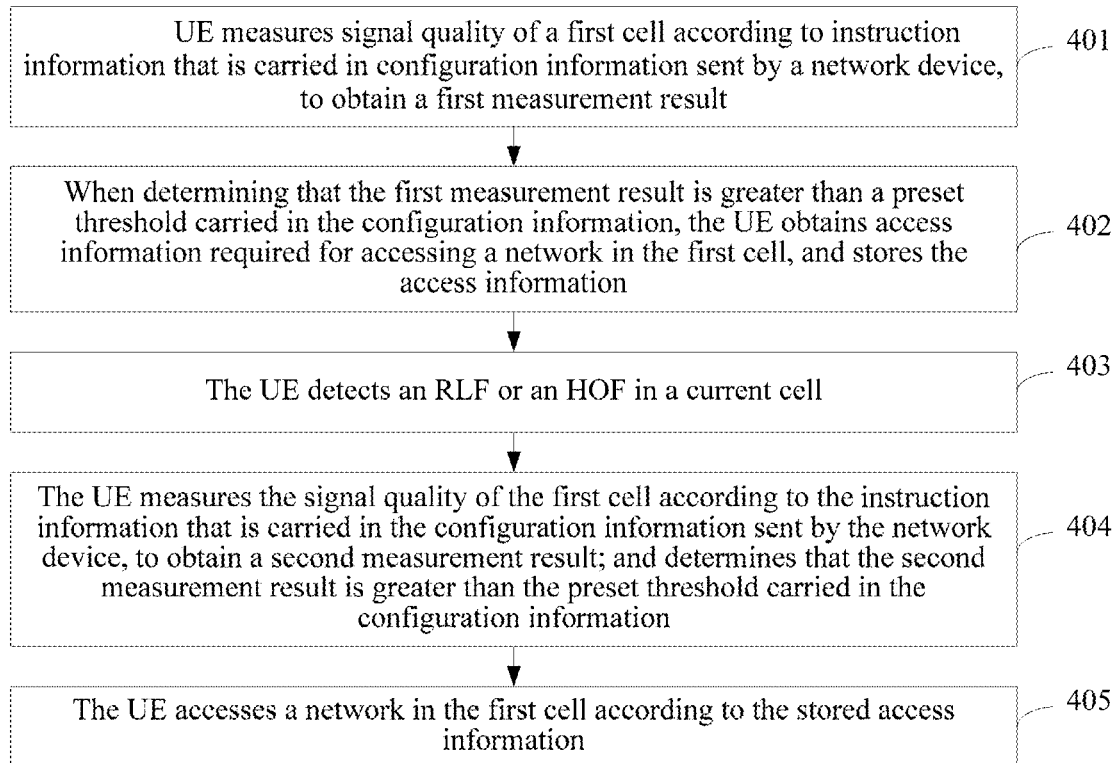 UE measures signal quality of a first cell according to instruction
information that is carried in configuration information sent by a network device,
to obtain a first measurement result
401
When determining that the first measurement result is greater than a preset
threshold carried in the configuration information, the UE obtains access
information required for accessing a network in the first cell, and stores the
access information
402
The UE detects an RLF or an HOF in a current cell
403
The UE measures the signal quality of the first cell according to the instruction
information that is carried in the configuration information sent by the network
device, to obtain a second measurement result; and determines that the second
measurement result is greater than the preset threshold carried in the
configuration information
404
The UE accesses a network in the first cell according to the stored access
information
405